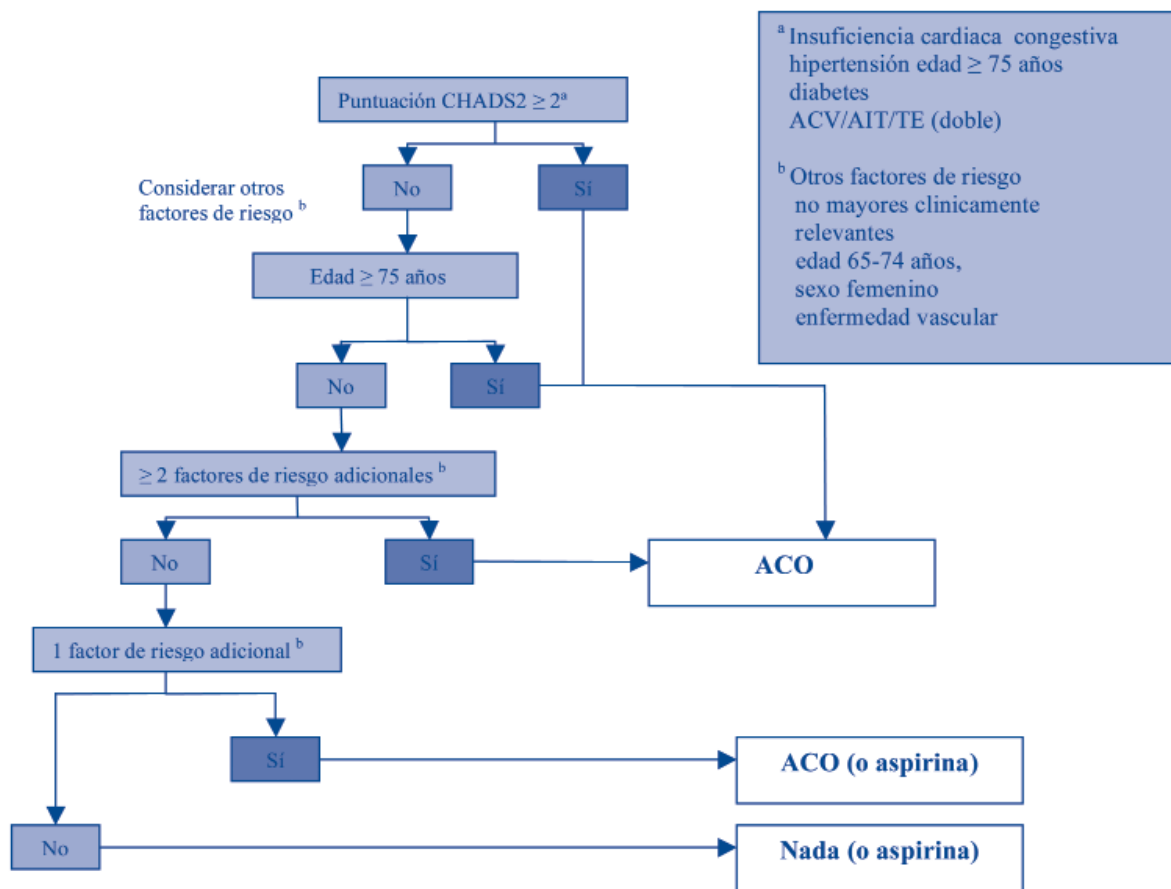 Puntuación CHADS2 ≥ 2ª
No
Sí
Considerar otros
factores de riesgo ᵇ
Edad ≥ 75 años
No
Sí
≥ 2 factores de riesgo adicionales ᵇ
No
Sí
ACO
1 factor de riesgo adicional ᵇ
Sí
ACO (o aspirina)
No
Nada (o aspirina)
ª Insuficiencia cardiaca congestiva
hipertensión edad ≥ 75 años
diabetes
ACV/AIT/TE (doble)
ᵇ Otros factores de riesgo
no mayores clinicamente
relevantes
edad 65-74 años,
sexo femenino
enfermedad vascular